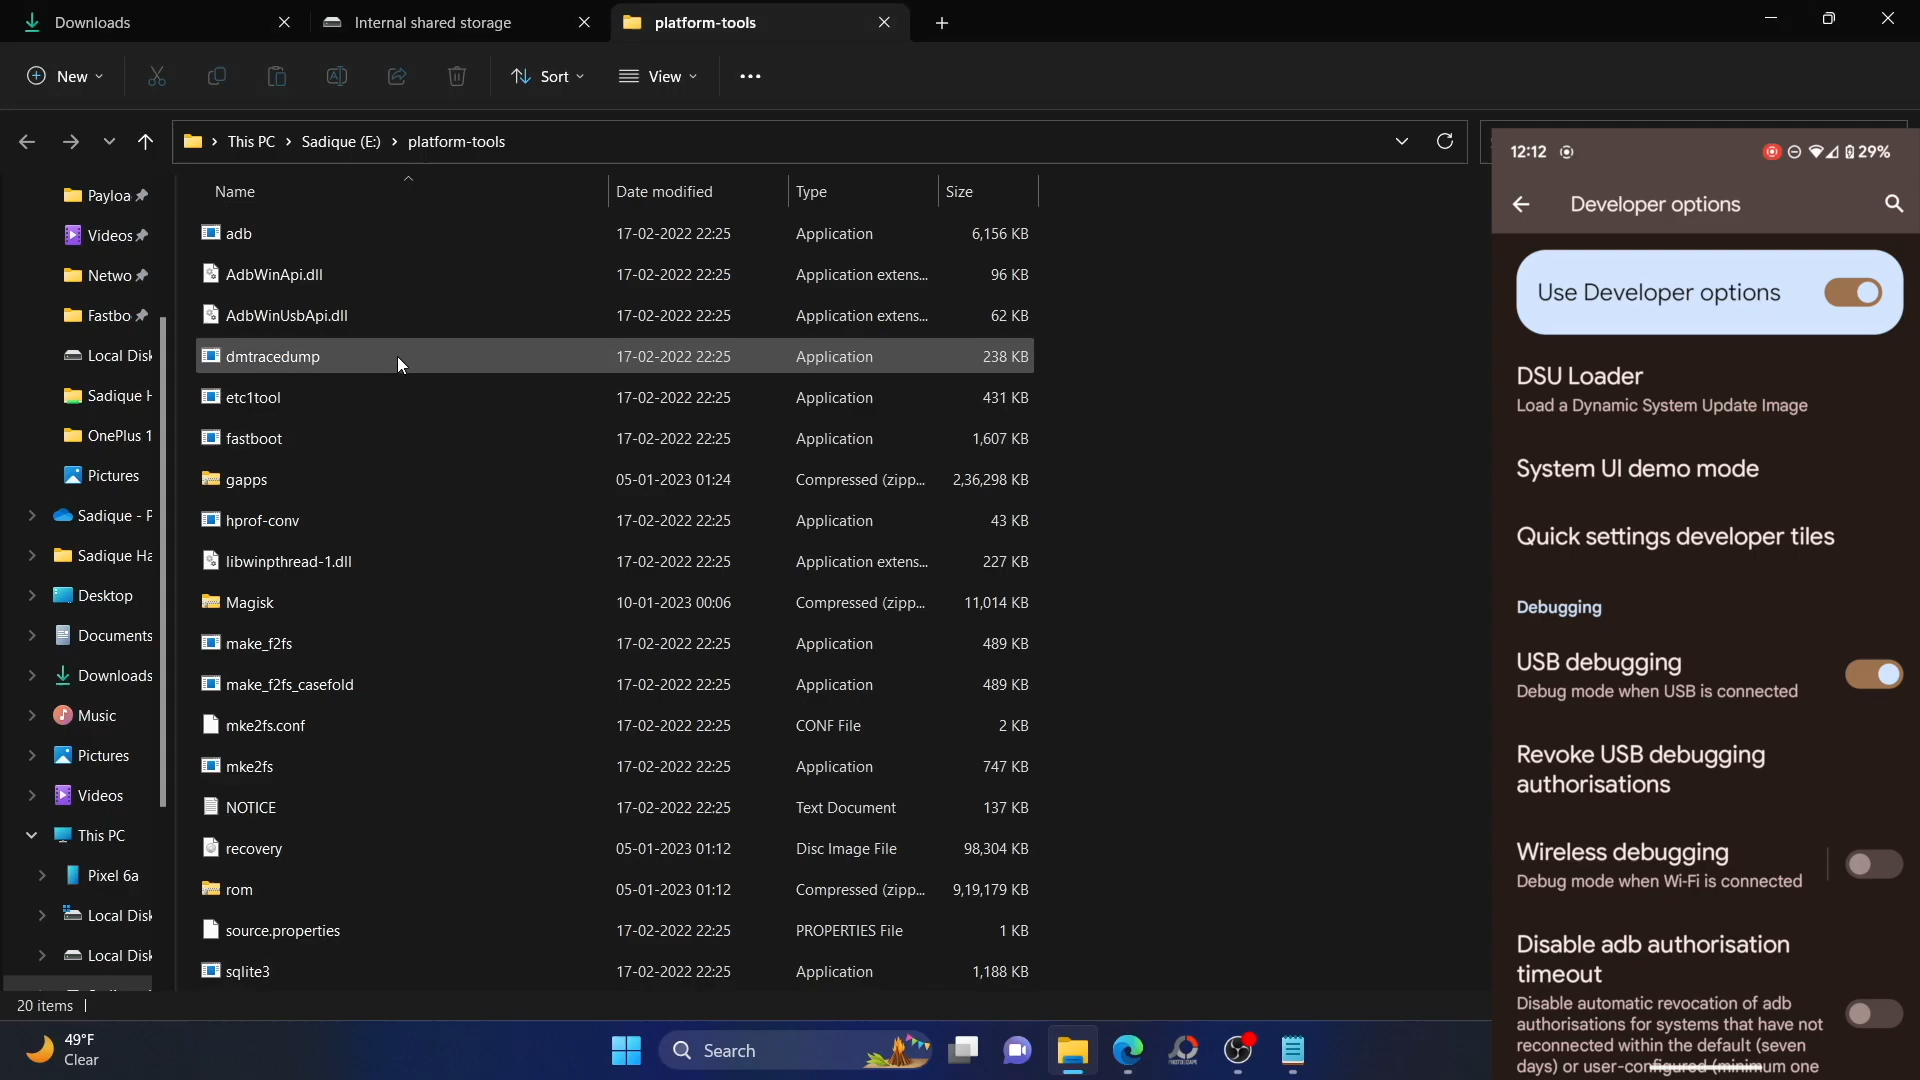 Downloads
Internal shared storage
platform-tools
New
Sort
View
This PC
Sadique (E:)
platform-tools
Name
Date modified
Type
Size
adb 17-02-2022 22:25 Application 6,156 KB
AdbWinApi.dll 17-02-2022 22:25 Application extens... 96 KB
AdbWinUsbApi.dll 17-02-2022 22:25 Application extens... 62 KB
dmtracedump 17-02-2022 22:25 Application 238 KB
etc1tool 17-02-2022 22:25 Application 431 KB
fastboot 17-02-2022 22:25 Application 1,607 KB
gapps 05-01-2023 01:24 Compressed (zipp... 2,36,298 KB
hprof-conv 17-02-2022 22:25 Application 43 KB
libwinpthread-1.dll 17-02-2022 22:25 Application extens... 227 KB
Magisk 10-01-2023 00:06 Compressed (zipp... 11,014 KB
make_f2fs 17-02-2022 22:25 Application 489 KB
make_f2fs_casefold 17-02-2022 22:25 Application 489 KB
mke2fs.conf 17-02-2022 22:25 CONF File 2 KB
mke2fs 17-02-2022 22:25 Application 747 KB
NOTICE 17-02-2022 22:25 Text Document 137 KB
recovery 05-01-2023 01:12 Disc Image File 98,304 KB
rom 05-01-2023 01:12 Compressed (zipp... 9,19,179 KB
source.properties 17-02-2022 22:25 PROPERTIES File 1 KB
sqlite3 17-02-2022 22:25 Application 1,188 KB
Payloa
Videos
Netwo
Fastbo
Local Disk
Sadique H
OnePlus 1
Pictures
Sadique - P
Sadique Ha
Desktop
Documents
Downloads
Music
Pictures
Videos
This PC
Pixel 6a
Local Disk
Local Disk
20 items
49°F
Clear
Search
12:12
29%
Developer options
Use Developer options
DSU Loader
Load a Dynamic System Update Image
System UI demo mode
Quick settings developer tiles
Debugging
USB debugging
Debug mode when USB is connected
Revoke USB debugging
authorisations
Wireless debugging
Debug mode when Wi-Fi is connected
Disable adb authorisation
timeout
Disable automatic revocation of adb
authorisations for systems that have not
reconnected within the default (seven
days) or user-configured (minimum one